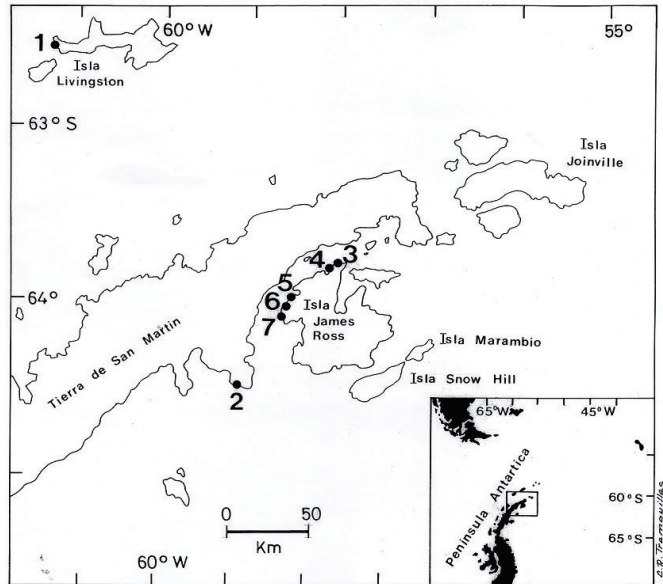 60° W
55°
1
Isla
Livingston
63° S
Isla
Joinville
4 3
5
64°
6
Isla
James
Ross
7
Tierra de San Martin
Isla Marambio
2
Isla Snow Hill
65°W 45°W
Peninsula Antartica
60°S
65°S
0 50
Km
60° W